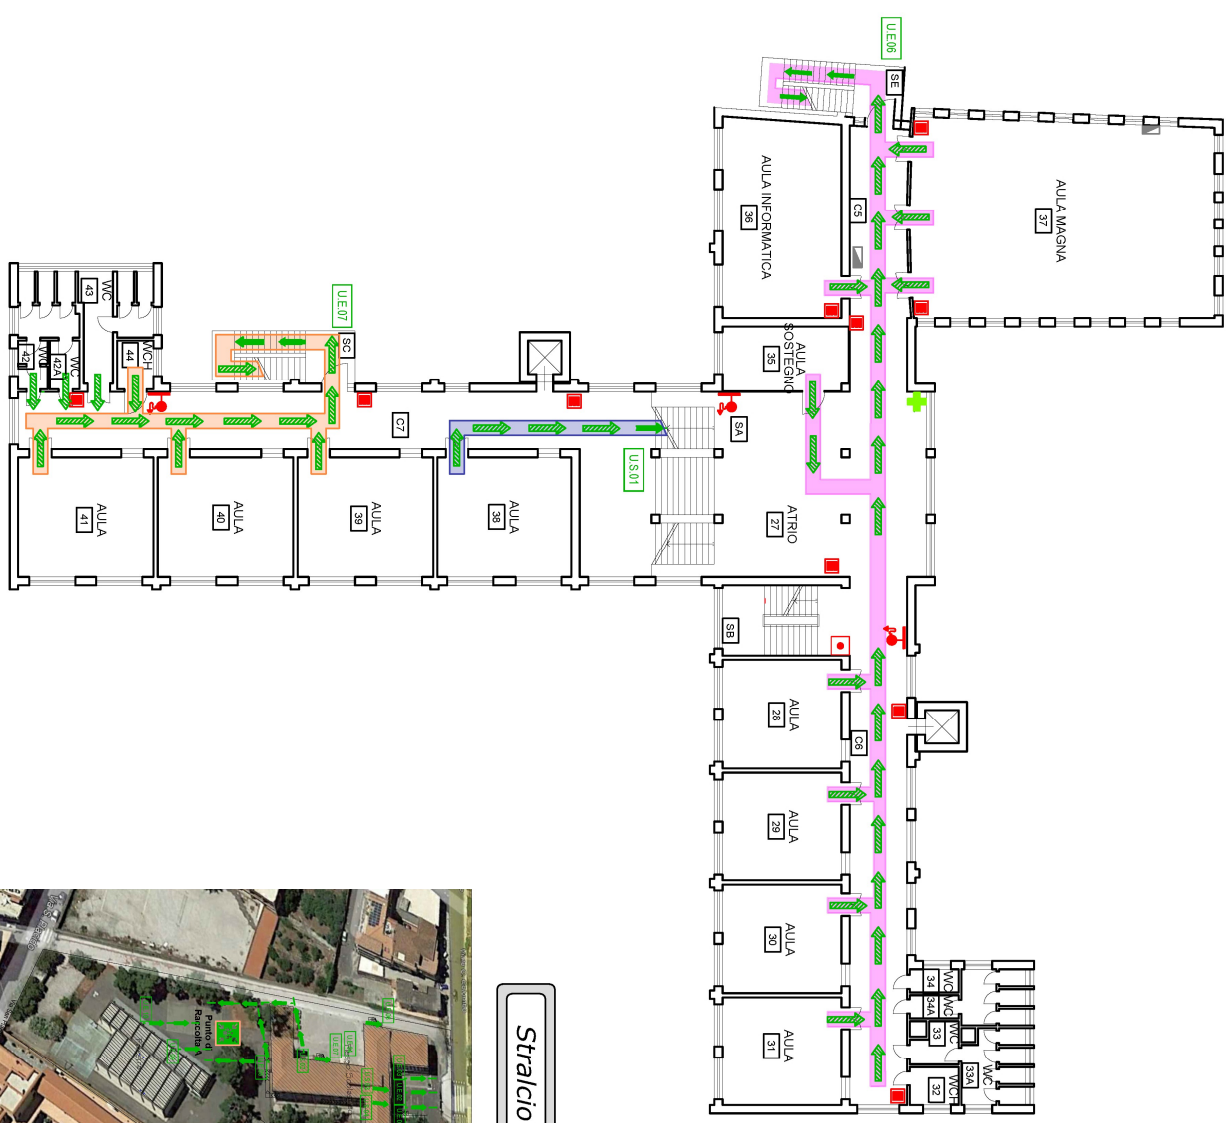 U.E.06
SE
AULA MAGNA
37
C5
AULA INFORMATICA
36
AULA
SOSTEGNO
35
U.E.07
SC
WC
43
WC
42
WC
42A
WCH
44
C7
SA
U.S.01
ATRIO
27
AULA
41
AULA
40
AULA
39
AULA
38
SB
AULA
28
C6
AULA
29
AULA
30
AULA
31
WC
34
WC
34A
WC
33
WC
33A
WCH
32
Punto di
Raccolta
Stralcio